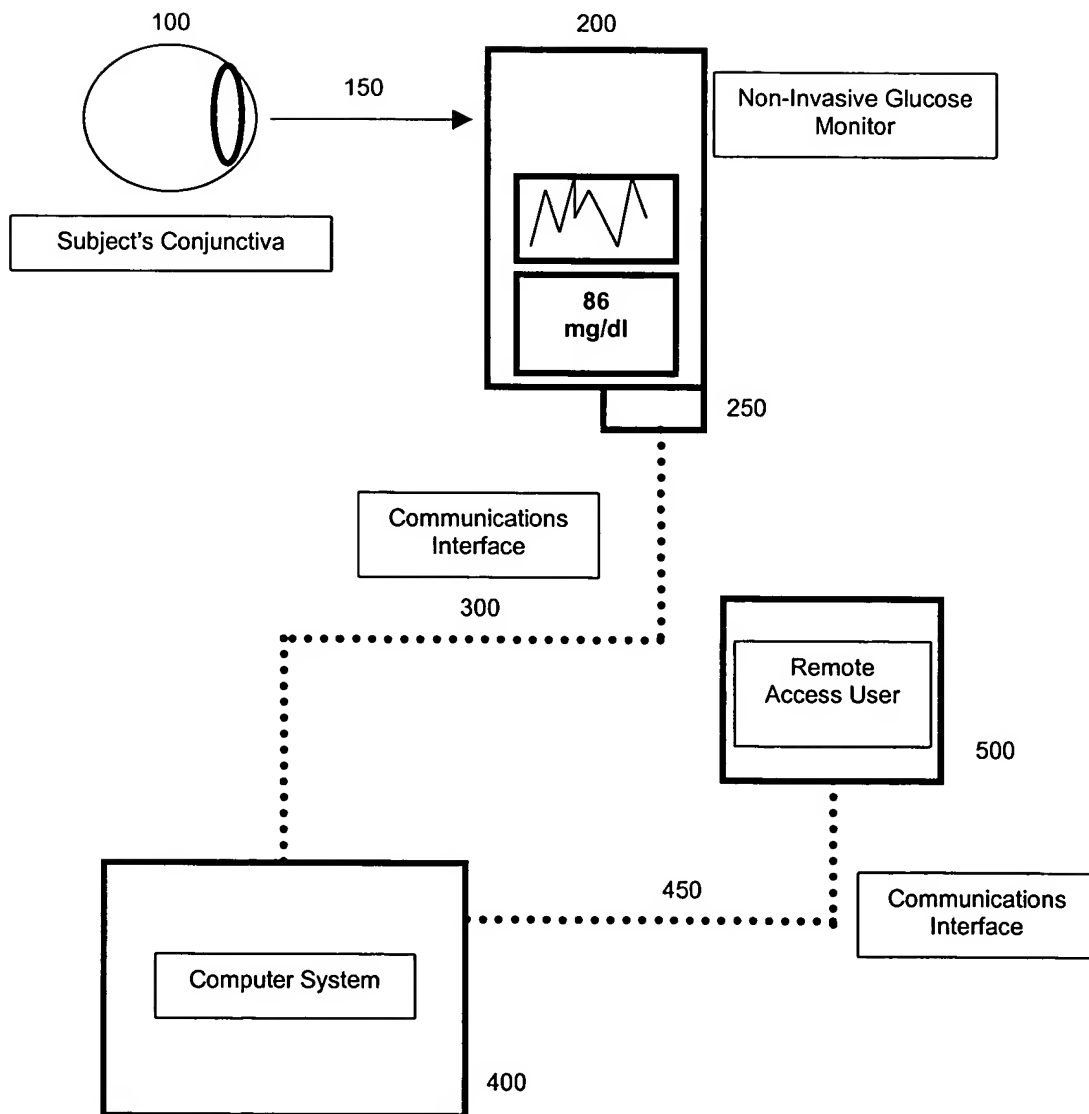 100
200
150
Non-Invasive Glucose
Monitor
Subject's Conjunctiva
86
mg/dl
250
Communications
Interface
300
Remote
Access User
500
450
Communications
Interface
Computer System
400